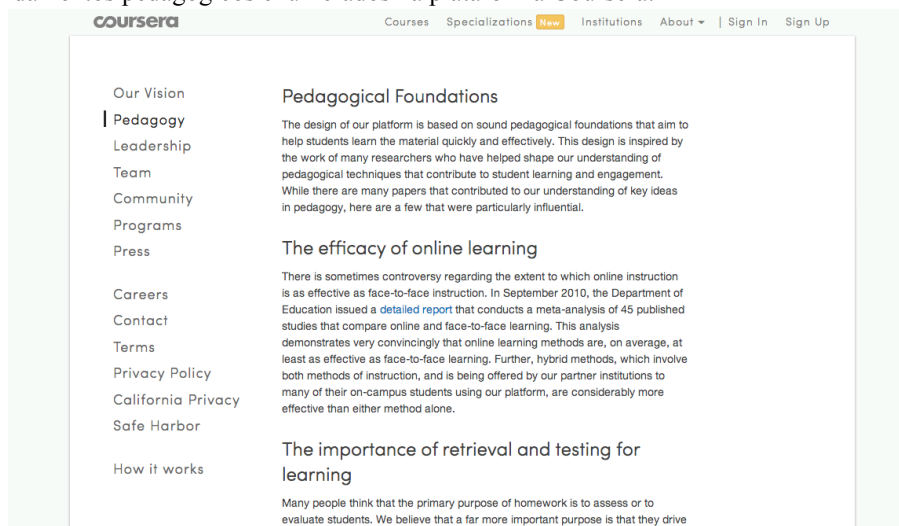 coursera
Courses Specializations New Institutions About | Sign In Sign Up
Our Vision
Pedagogy
Leadership
Team
Community
Programs
Press
Careers
Contact
Terms
Privacy Policy
California Privacy
Safe Harbor
How it works
Pedagogical Foundations
The design of our platform is based on sound pedagogical foundations that aim to
help students learn the material quickly and effectively. This design is inspired by
the work of many researchers who have helped shape our understanding of
pedagogical techniques that contribute to student learning and engagement.
While there are many papers that contributed to our understanding of key ideas
in pedagogy, here are a few that were particularly influential.
The efficacy of online learning
There is sometimes controversy regarding the extent to which online instruction
is as effective as face-to-face instruction. In September 2010, the Department of
Education issued a detailed report that conducts a meta-analysis of 45 published
studies that compare online and face-to-face learning. This analysis
demonstrates very convincingly that online learning methods are, on average, at
least as effective as face-to-face learning. Further, hybrid methods, which involve
both methods of instruction, and is being offered by our partner institutions to
many of their on-campus students using our platform, are considerably more
effective than either method alone.
The importance of retrieval and testing for
learning
Many people think that the primary purpose of homework is to assess or to
evaluate students. We believe that a far more important purpose is that they drive